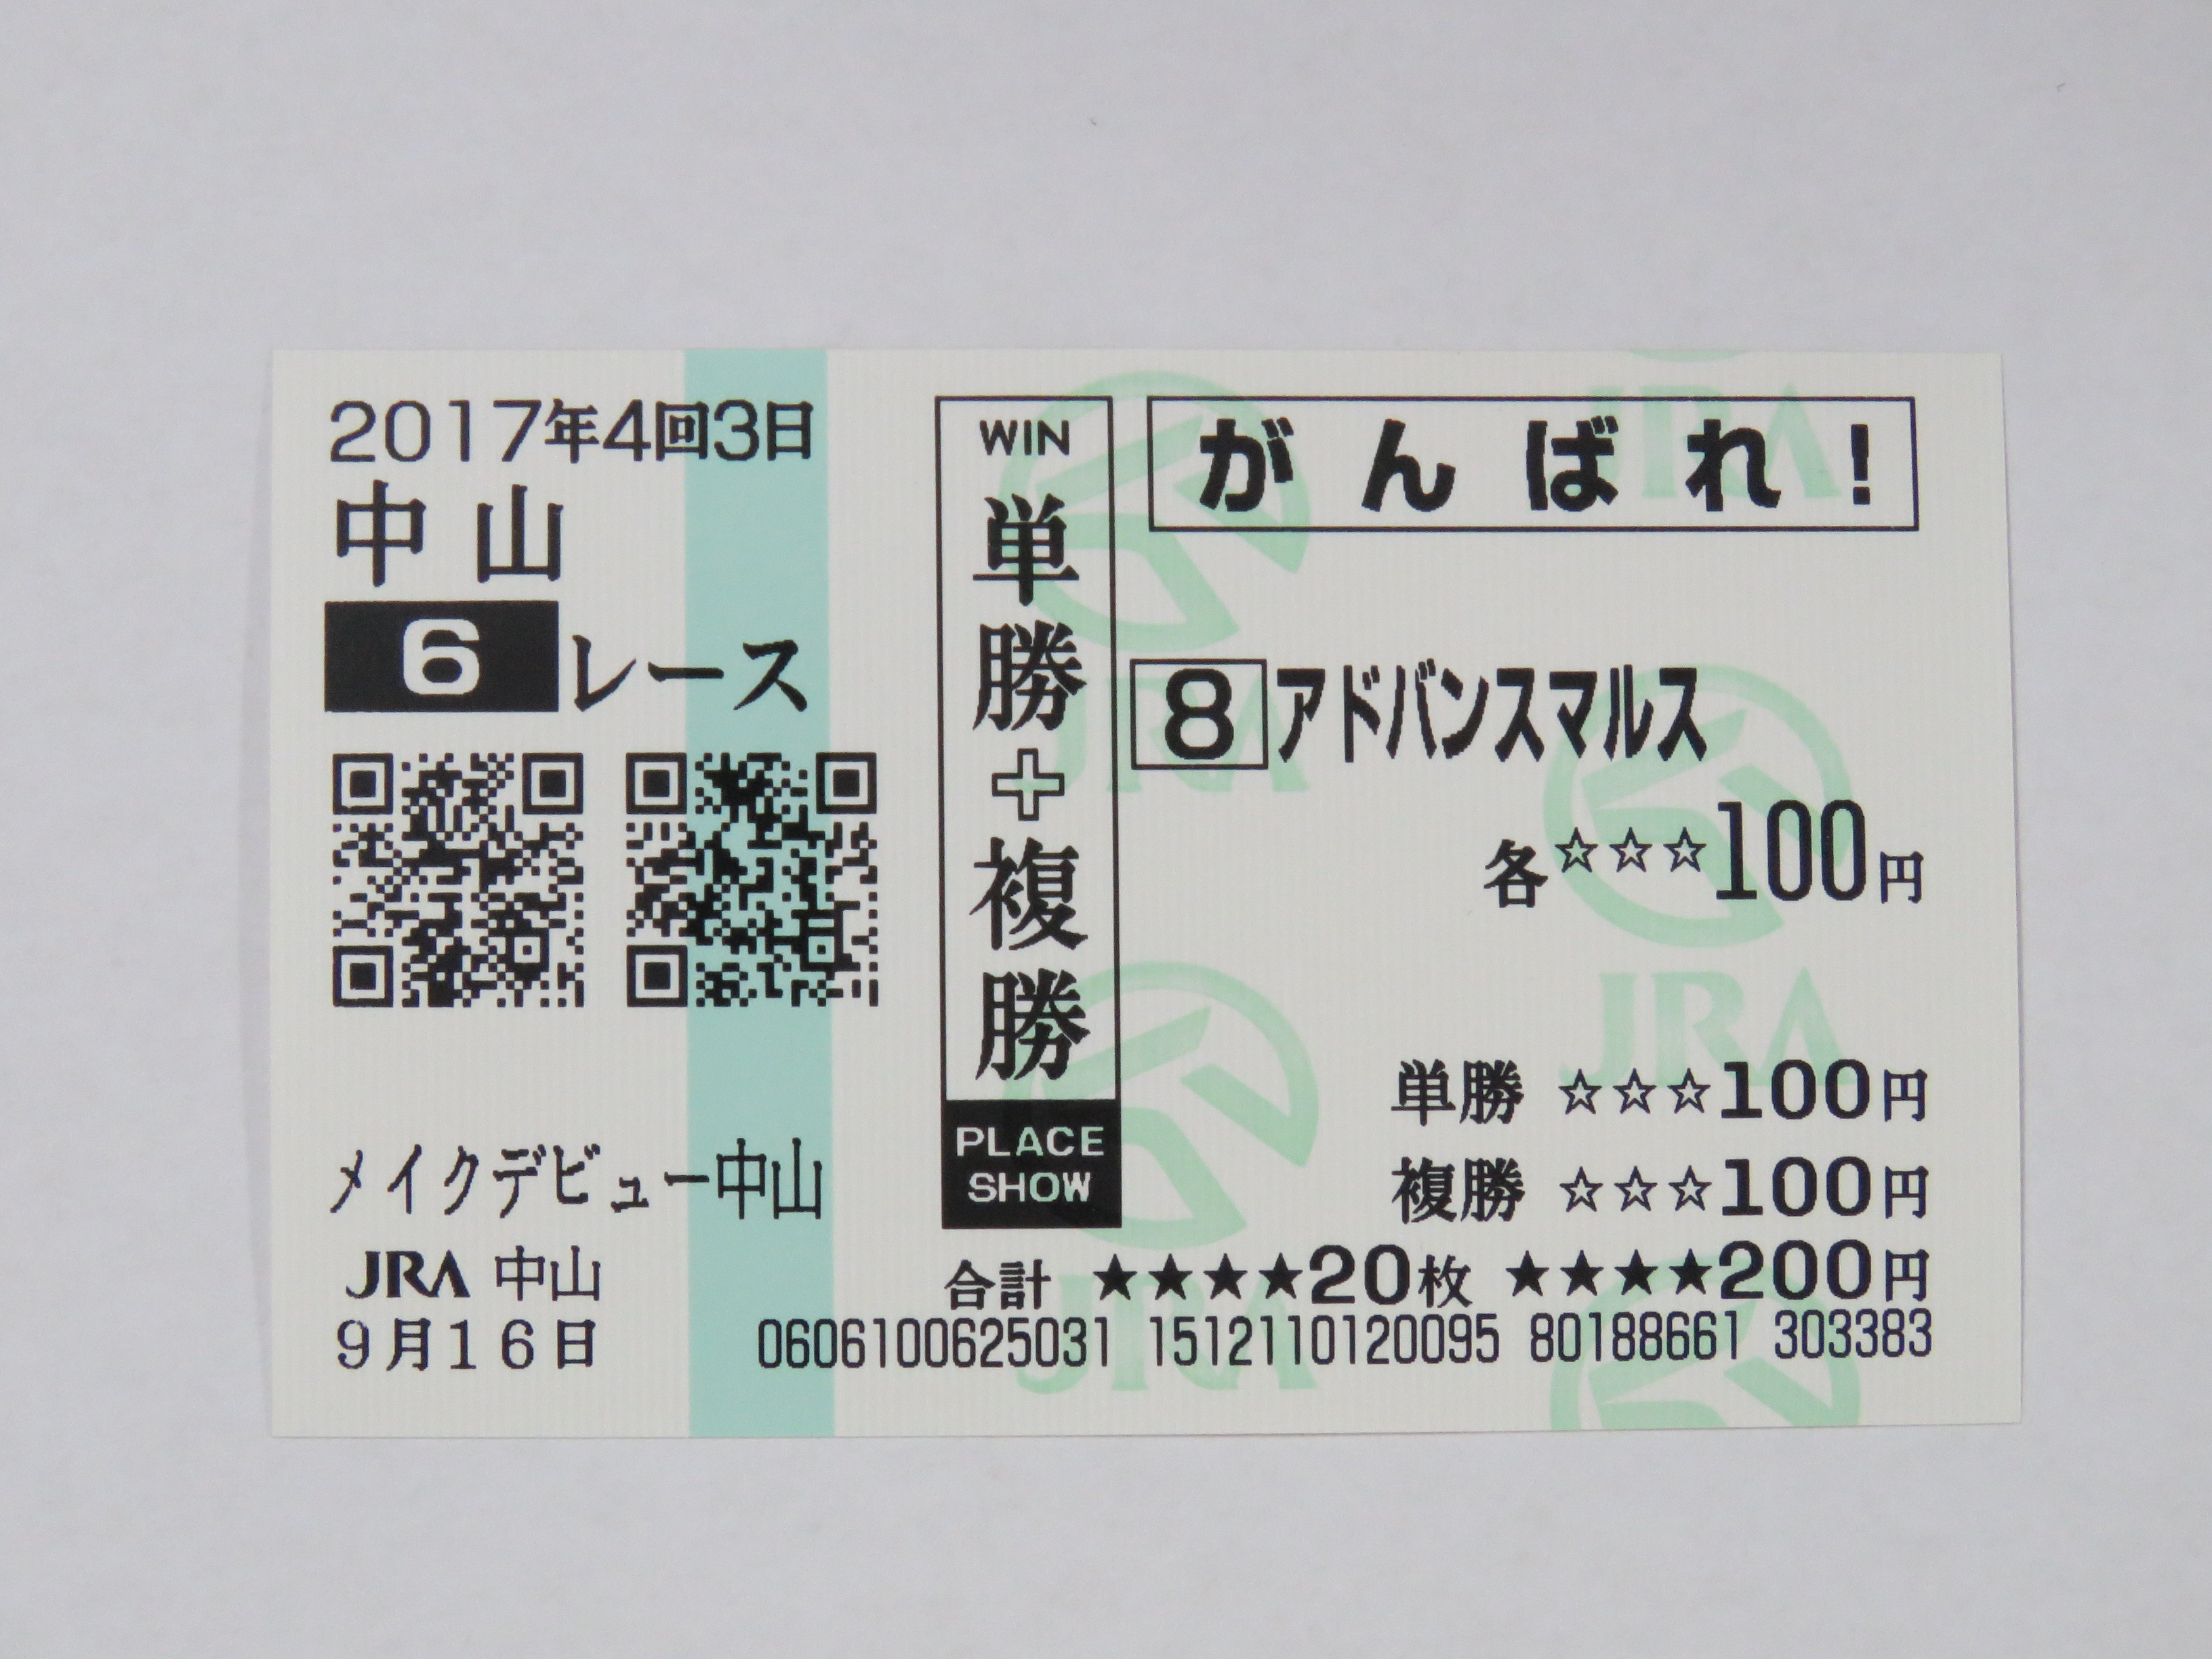 2017年4回3日
中山
6レース
メイクデビュー中山
JRA 中山
9月16日
WIN
単勝+複勝
PLACE
SHOW
がんばれ!
8アドバンスマルス
各☆☆☆100円
単勝 ☆☆☆100円
複勝 ☆☆☆100円
合計 ★★★★20枚 ★★★★200円
0606100625031 1512110120095 80188661 303383
JRA
JRA
JRA
JRA